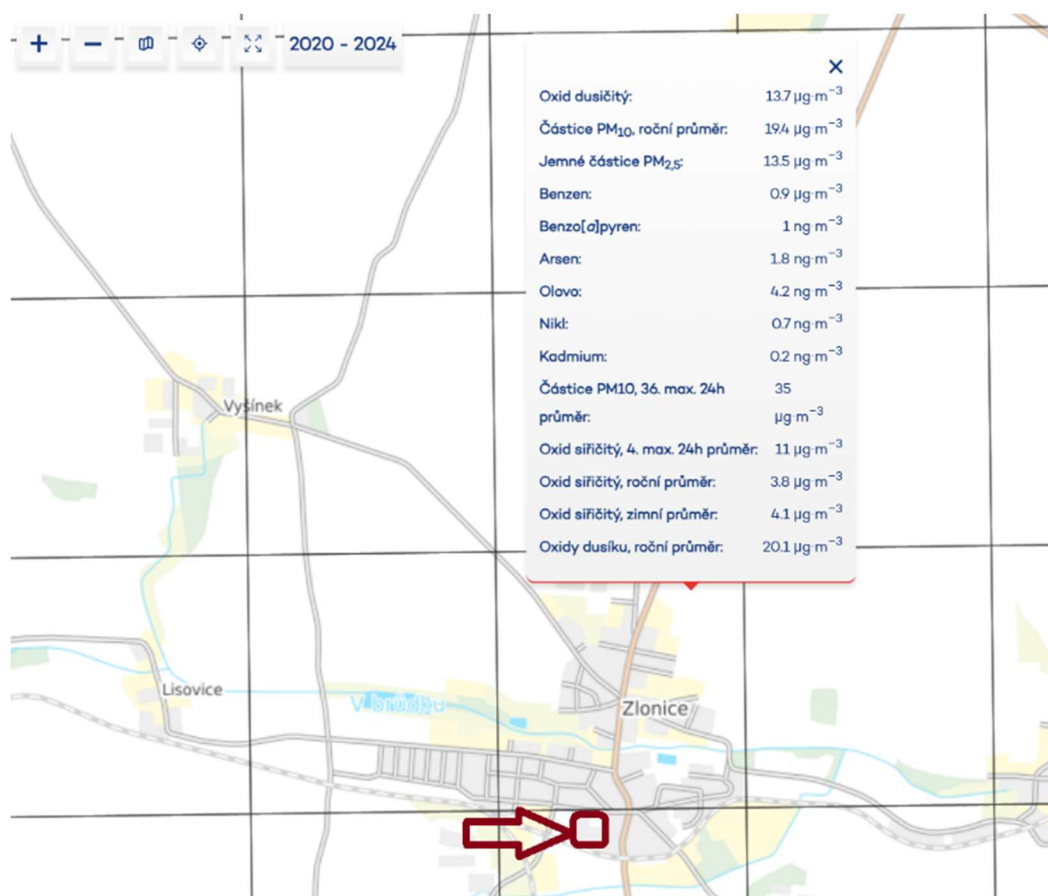 + − 2020 - 2024
×
Oxid dusičitý: 13.7 µg·m⁻³
Částice PM₁₀, roční průměr: 19.4 µg·m⁻³
Jemné částice PM₂,₅: 13.5 µg·m⁻³
Benzen: 0.9 µg·m⁻³
Benzo[a]pyren: 1 ng·m⁻³
Arsen: 1.8 ng·m⁻³
Olovo: 4.2 ng·m⁻³
Nikl: 0.7 ng·m⁻³
Kadmium: 0.2 ng·m⁻³
Částice PM10, 36. max. 24h 35
průměr: µg·m⁻³
Oxid siřičitý, 4. max. 24h průměr: 11 µg·m⁻³
Oxid siřičitý, roční průměr: 3.8 µg·m⁻³
Oxid siřičitý, zimní průměr: 4.1 µg·m⁻³
Oxidy dusíku, roční průměr: 20.1 µg·m⁻³
Vyšínek
Lisovice
V brůdku
Zlonice